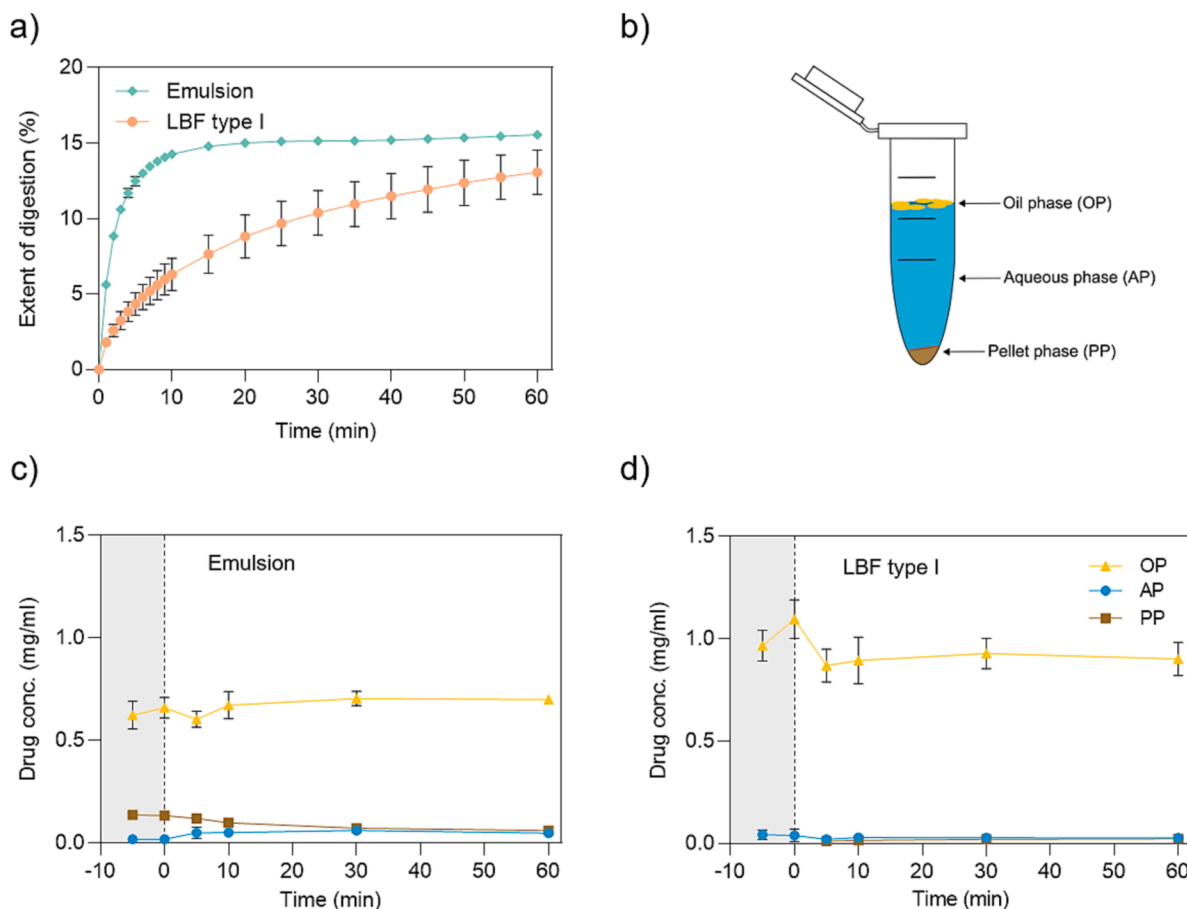 a)
20
15
10
5
0
Extent of digestion (%)
Emulsion
LBF type I
0
10
20
30
40
50
60
Time (min)
b)
Oil phase (OP)
Aqueous phase (AP)
Pellet phase (PP)
c)
1.5
1.0
0.5
0.0
Drug conc. (mg/ml)
Emulsion
-10
0
10
20
30
40
50
60
Time (min)
d)
1.5
1.0
0.5
0.0
Drug conc. (mg/ml)
LBF type I
OP
AP
PP
-10
0
10
20
30
40
50
60
Time (min)